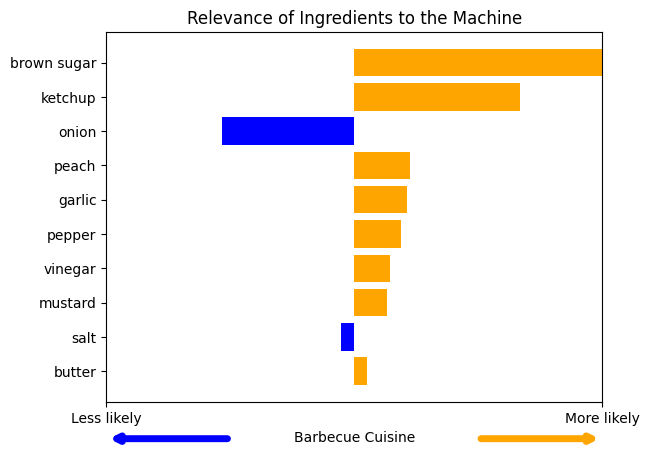 Relevance of Ingredients to the Machine
brown sugar
ketchup
onion
peach
garlic
pepper
vinegar
mustard
salt
butter
Less likely
More likely
Barbecue Cuisine